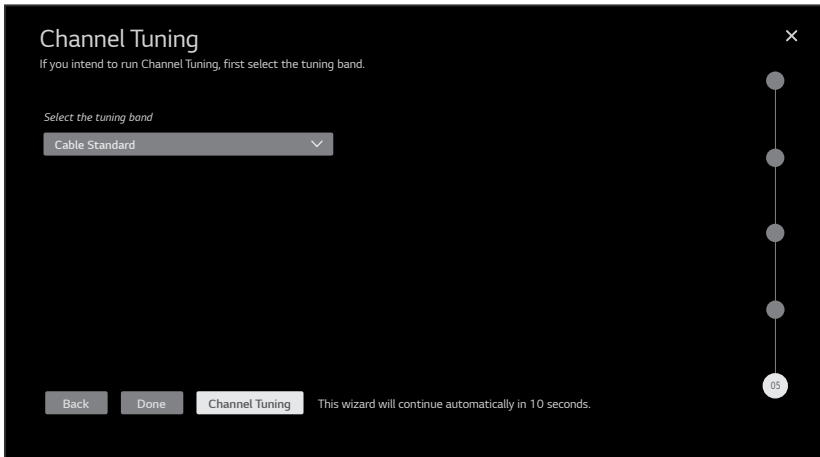 Channel Tuning
If you intend to run Channel Tuning, first select the tuning band.
Select the tuning band
Cable Standard
05
Back
Done
Channel Tuning
This wizard will continue automatically in 10 seconds.